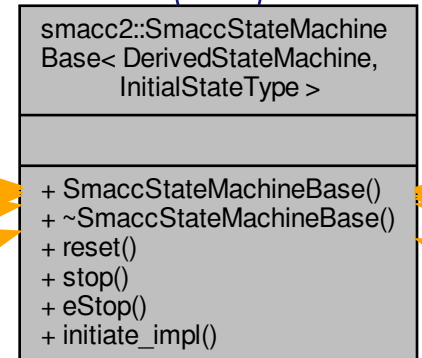 smacc2::SmaccStateMachine
Base< DerivedStateMachine,
InitialStateType >
+ SmaccStateMachineBase()
+ ~SmaccStateMachineBase()
+ reset()
+ stop()
+ eStop()
+ initiate_impl()